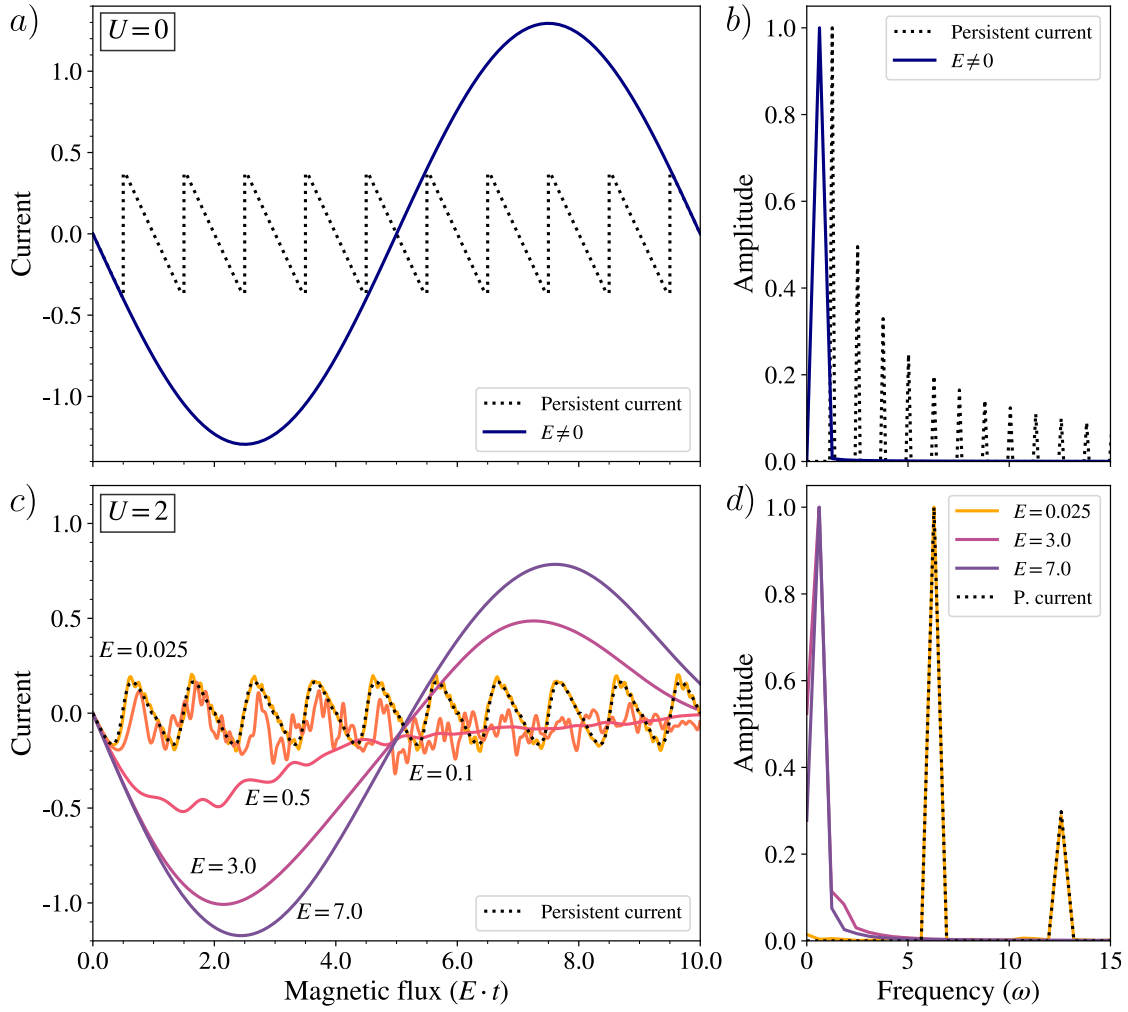 a)
U = 0
1.0
0.5
0.0
-0.5
-1.0
Current
Persistent current
E ≠ 0
b)
Persistent current
E ≠ 0
1.0
0.8
0.6
0.4
0.2
0.0
Amplitude
0
5
10
15
c)
U = 2
1.0
0.5
0.0
-0.5
-1.0
Current
E = 0.025
E = 0.1
E = 0.5
E = 3.0
E = 7.0
Persistent current
0.0
2.0
4.0
6.0
8.0
10.0
Magnetic flux (E · t)
d)
E = 0.025
E = 3.0
E = 7.0
P. current
1.0
0.8
0.6
0.4
0.2
0.0
Amplitude
0
5
10
15
Frequency (ω)